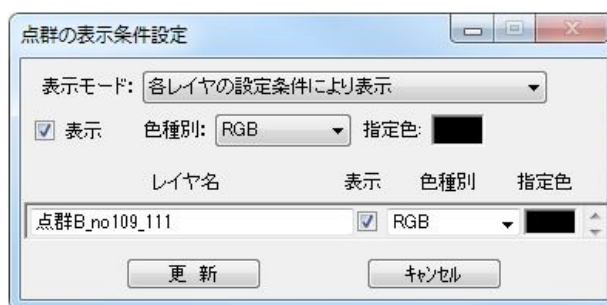 点群の表示条件設定
表示モード: 各レイヤの設定条件により表示
表示 色種別: RGB 指定色:
レイヤ名 表示 色種別 指定色
点群B_no109_111 RGB
更 新 キャンセル